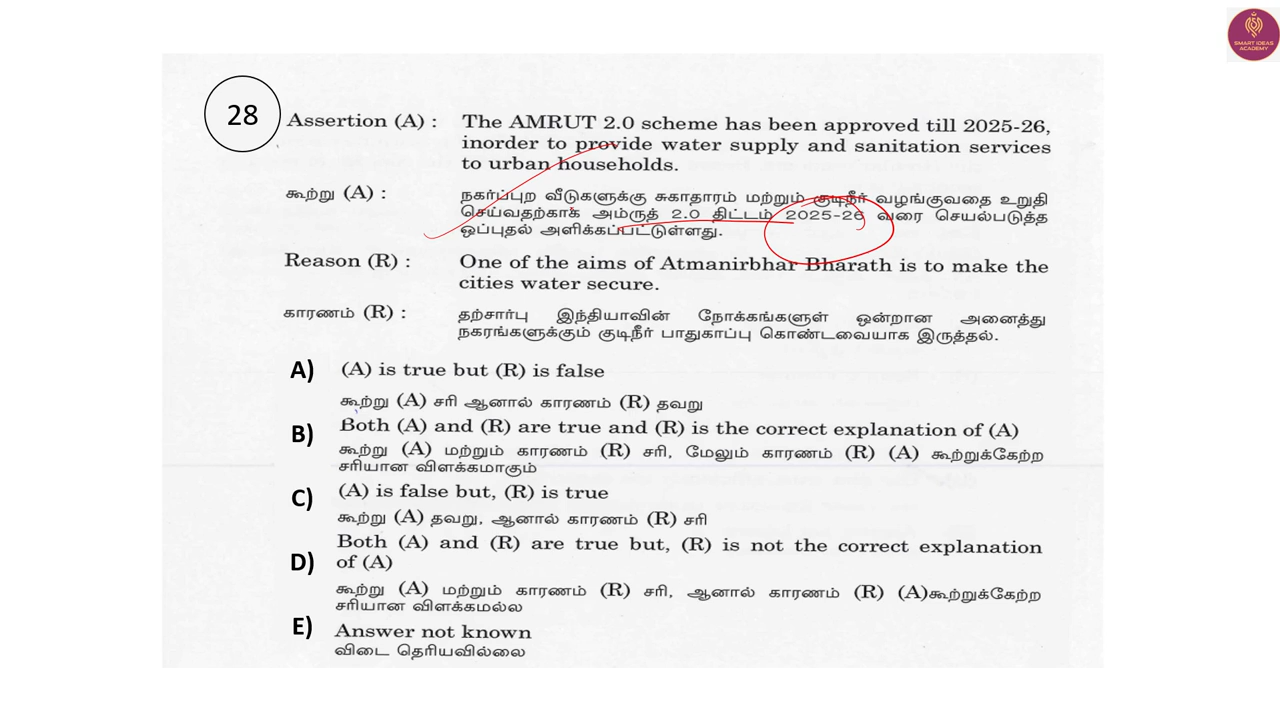 SMART IDEAS
ACADEMY
28
Assertion (A) : The AMRUT 2.0 scheme has been approved till 2025-26,
inorder to provide water supply and sanitation services
to urban households.
கூற்று (A) : நகர்ப்புற வீடுகளுக்கு சுகாதாரம் மற்றும் குடிநீர் வழங்குவதை உறுதி
செய்வதற்காக அம்ருத் 2.0 திட்டம் 2025-26 வரை செயல்படுத்த
ஒப்புதல் அளிக்கப்பட்டுள்ளது.
Reason (R) : One of the aims of Atmanirbhar Bharath is to make the
cities water secure.
காரணம் (R) : தற்சார்பு இந்தியாவின் நோக்கங்களுள் ஒன்றான அனைத்து
நகரங்களுக்கும் குடிநீர் பாதுகாப்பு கொண்டவையாக இருத்தல்.
A) (A) is true but (R) is false
கூற்று (A) சரி ஆனால் காரணம் (R) தவறு
B) Both (A) and (R) are true and (R) is the correct explanation of (A)
கூற்று (A) மற்றும் காரணம் (R) சரி, மேலும் காரணம் (R) (A) கூற்றுக்கேற்ற
சரியான விளக்கமாகும்
C) (A) is false but, (R) is true
கூற்று (A) தவறு, ஆனால் காரணம் (R) சரி
Both (A) and (R) are true but, (R) is not the correct explanation
D) of (A)
கூற்று (A) மற்றும் காரணம் (R) சரி, ஆனால் காரணம் (R) (A)கூற்றுக்கேற்ற
சரியான விளக்கமல்ல
E) Answer not known
விடை தெரியவில்லை